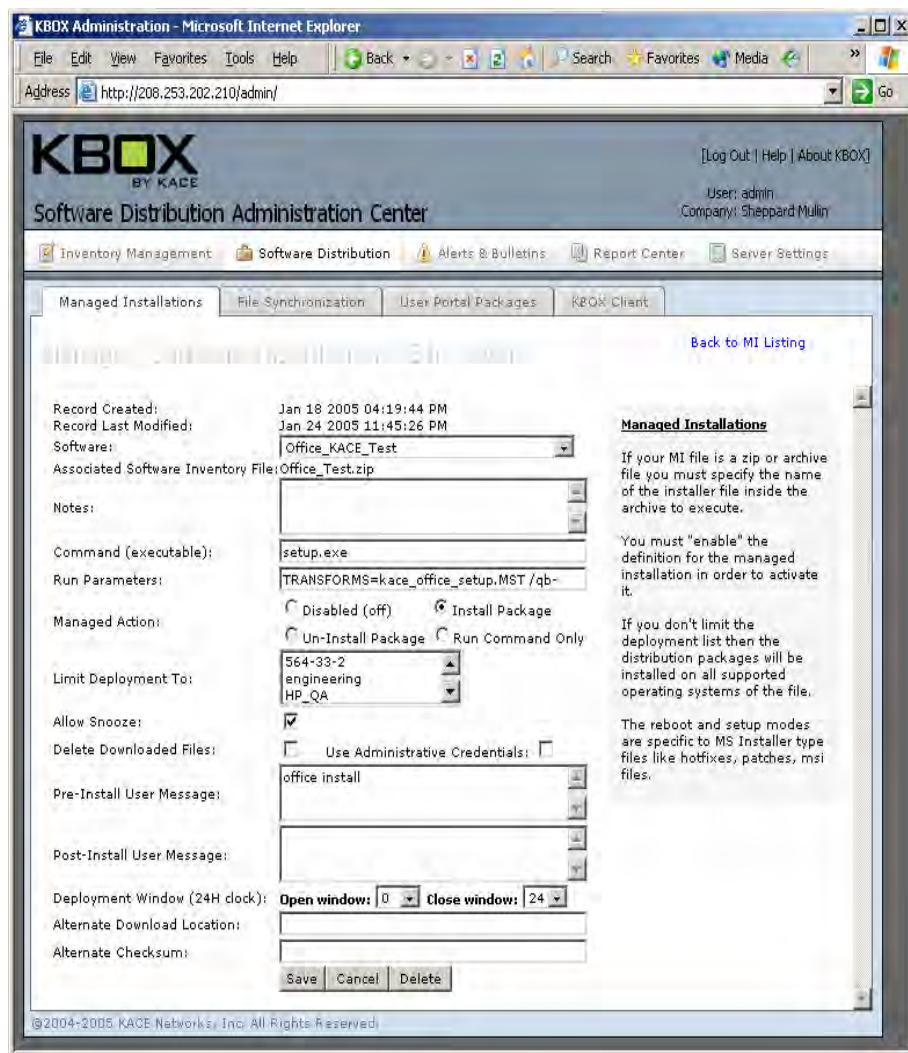 KBOX Administration - Microsoft Internet Explorer
File Edit View Favorites Tools Help Back Search Favorites Media »
Address http://208.253.202.210/admin/ Go
KBOX
BY KACE
[Log Out | Help | About KBOX]
User: admin
Company: Sheppard Mullin
Software Distribution Administration Center
Inventory Management Software Distribution Alerts & Bulletins Report Center Server Settings
Managed Installations File Synchronization User Portal Packages KBOX Client
Back to MI Listing
Record Created: Jan 18 2005 04:19:44 PM
Record Last Modified: Jan 24 2005 11:45:26 PM
Software: Office_KACE_Test
Associated Software Inventory File: Office_Test.zip
Notes:
Command (executable): setup.exe
Run Parameters: TRANSFORMS=kace_office_setup.MST /qb-
Managed Action: Disabled (off) Install Package
Un-Install Package Run Command Only
Limit Deployment To: 564-33-2
engineering
HP_QA
Allow Snooze:
Delete Downloaded Files: Use Administrative Credentials:
Pre-Install User Message: office install
Post-Install User Message:
Deployment Window (24H clock): Open window: 0 Close window: 24
Alternate Download Location:
Alternate Checksum:
Save Cancel Delete
Managed Installations
If your MI file is a zip or archive
file you must specify the name
of the installer file inside the
archive to execute.
You must "enable" the
definition for the managed
installation in order to activate
it.
If you don't limit the
deployment list then the
distribution packages will be
installed on all supported
operating systems of the file.
The reboot and setup modes
are specific to MS Installer type
files like hotfixes, patches, msi
files.
©2004-2005 KACE Networks, Inc. All Rights Reserved.